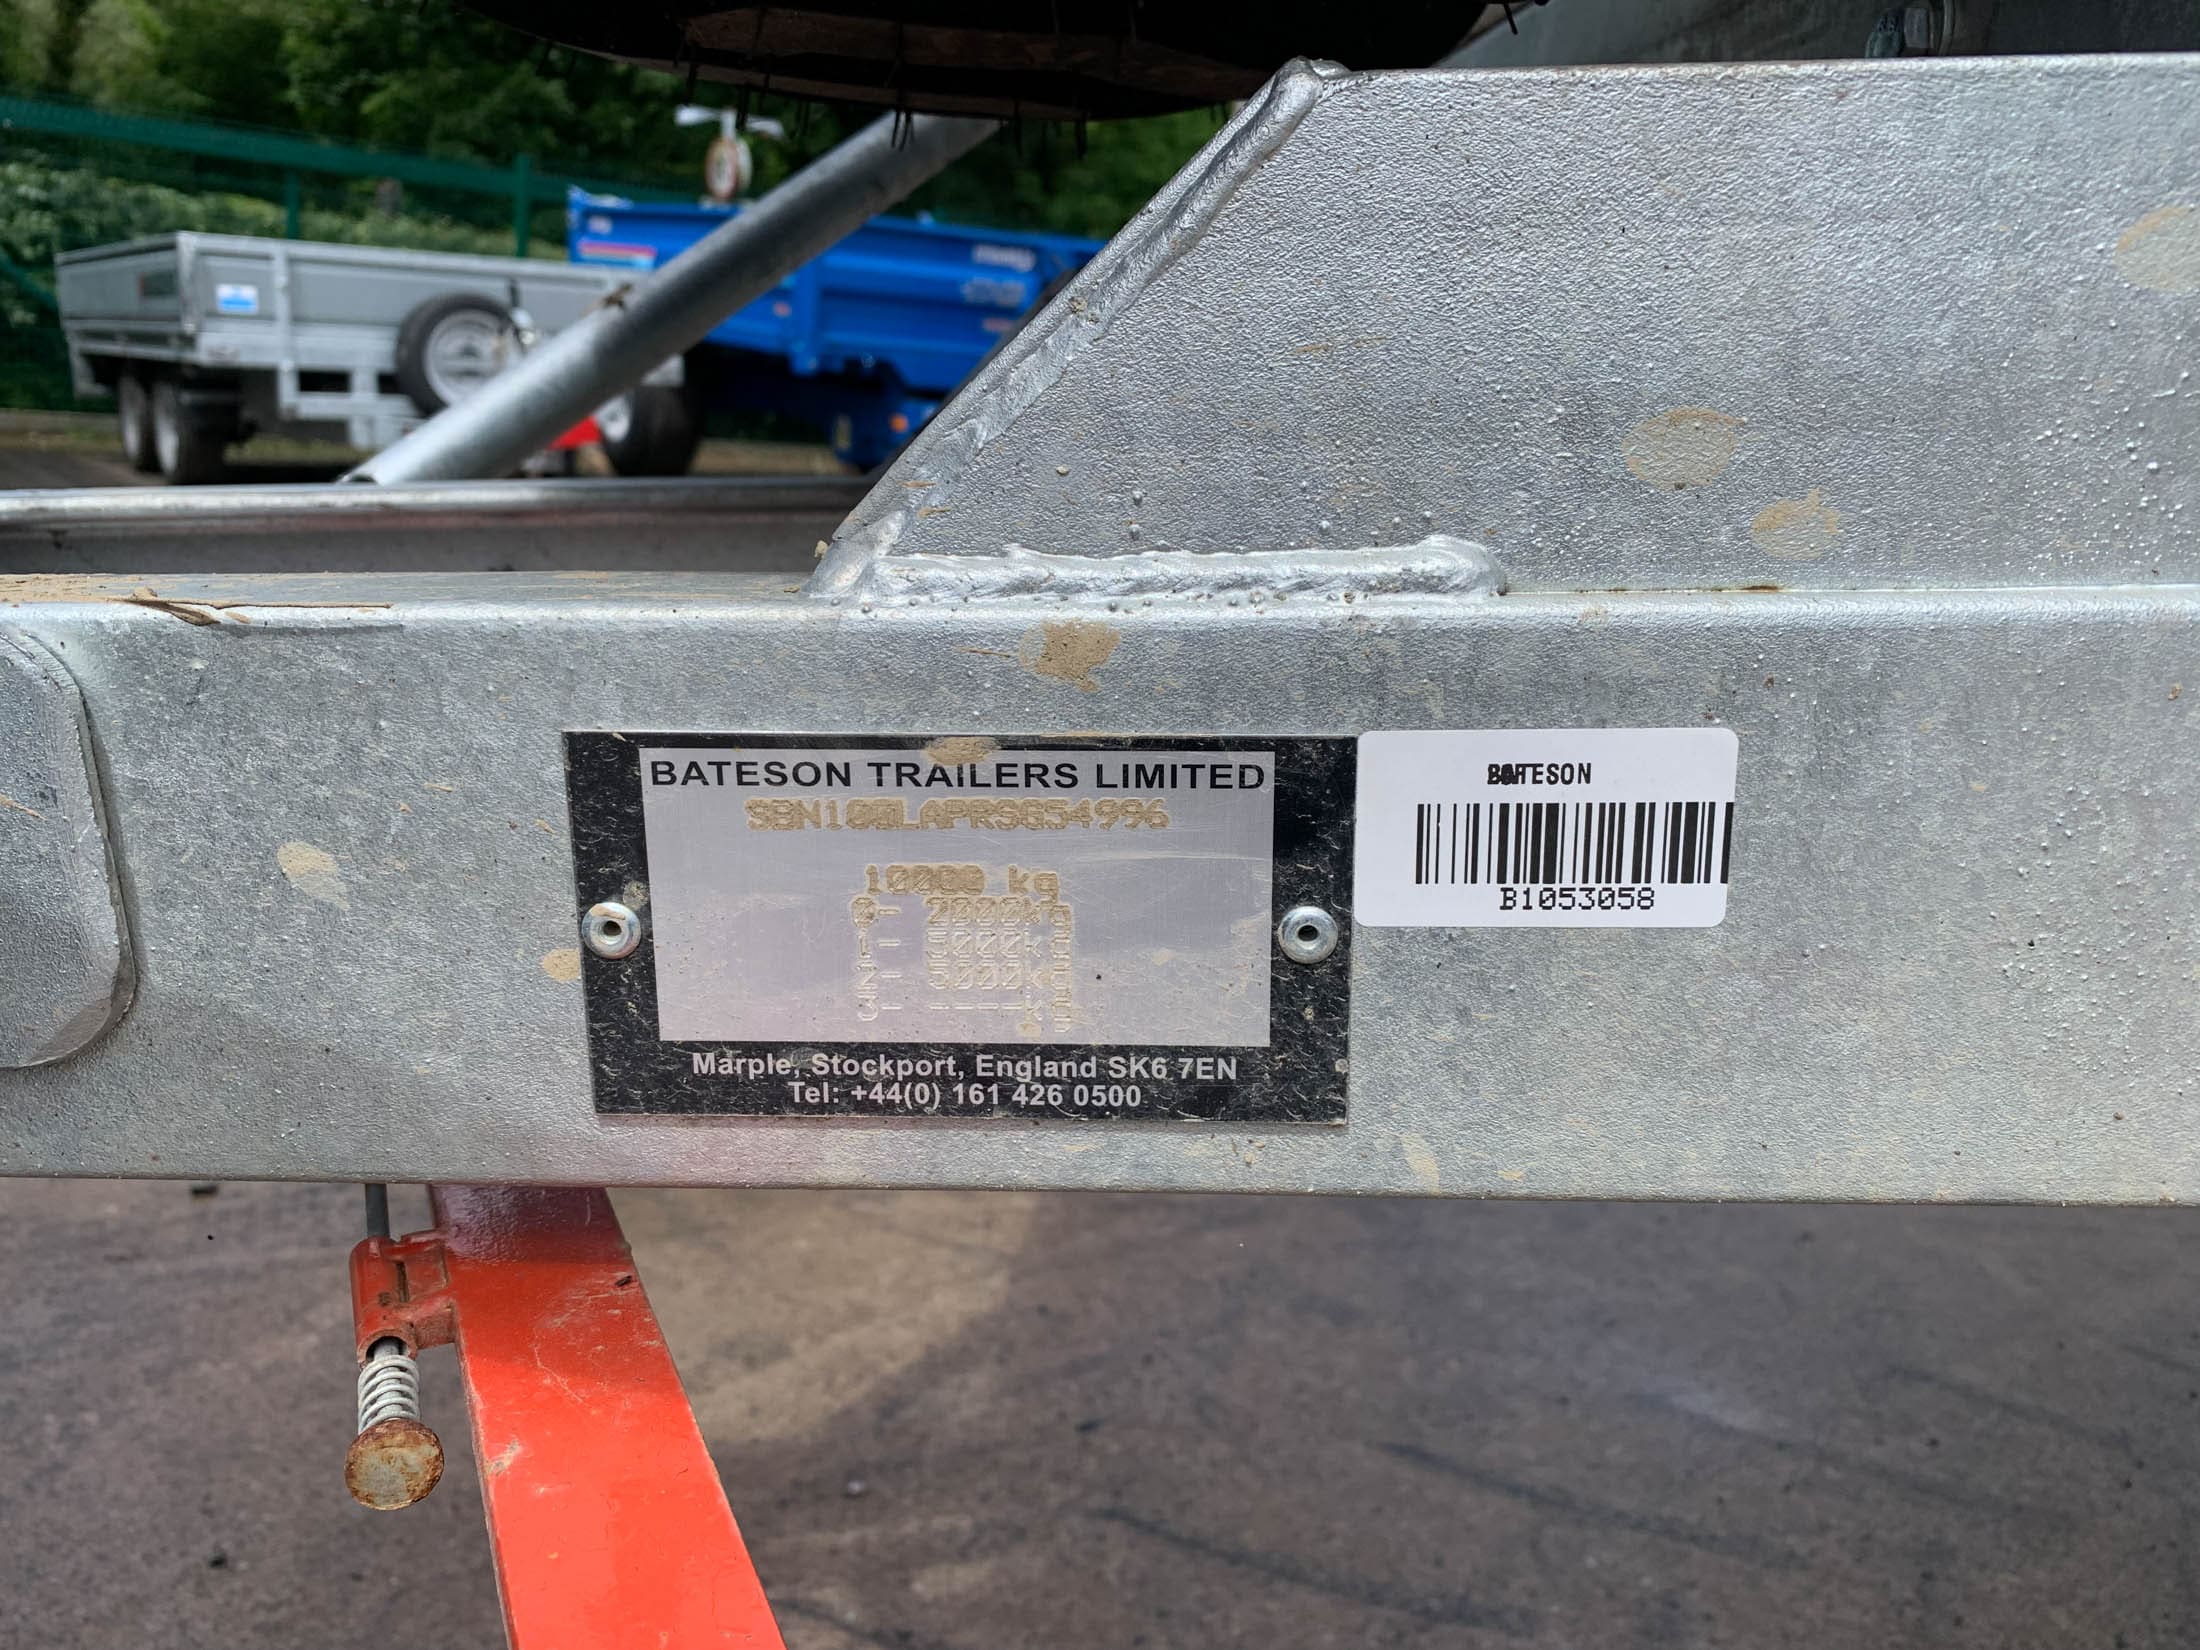 BATESON TRAILERS LIMITED
SBN100LAPRSG54996
10000 kg
0- 2000kg
1- 5000kg
2- 5000kg
3- ----kg
Marple, Stockport, England SK6 7EN
Tel: +44(0) 161 426 0500
BATESON
B1053058